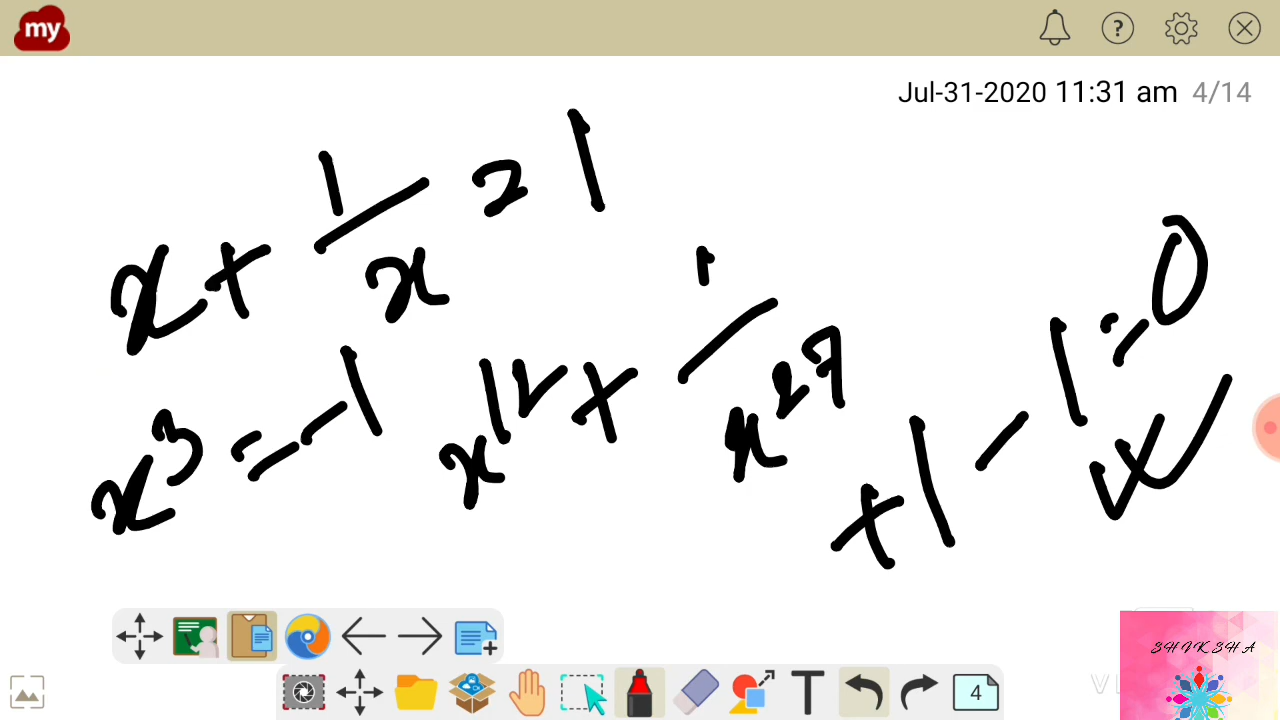 my
Jul-31-2020 11:31 am 4/14
x + 1/x = 1
x³ = -1
x¹² + 1/x²⁷
+1 - 1 = 0
T
4
SHIKSHA